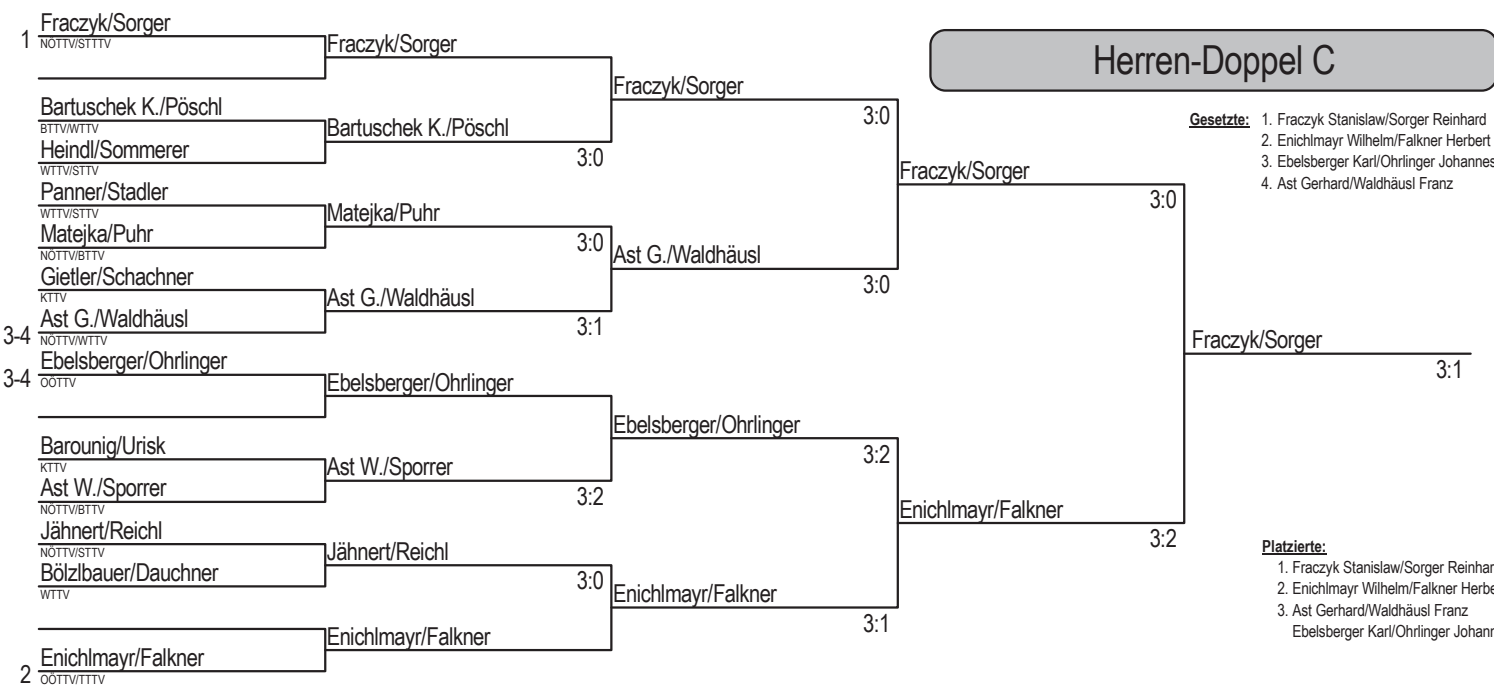 Herren-Doppel C
Gesetzte: 1. Fraczyk Stanislaw/Sorger Reinhard
2. Enichlmayr Wilhelm/Falkner Herbert
3. Ebelsberger Karl/Ohrlinger Johannes
4. Ast Gerhard/Waldhäusl Franz
1 Fraczyk/Sorger
NÖTTV/STTTV
Bartuschek K./Pöschl
BTTV/WTTV
Heindl/Sommerer
WTTV/STTV
Panner/Stadler
WTTV/STTV
Matejka/Puhr
NÖTTV/BTTV
Gietler/Schachner
KTTV
3-4 Ast G./Waldhäusl
NÖTTV/WTTV
3-4 Ebelsberger/Ohrlinger
OÖTTV
Barounig/Urisk
KTTV
Ast W./Sporrer
NÖTTV/BTTV
Jähnert/Reichl
NÖTTV/STTV
Bölzlbauer/Dauchner
WTTV
Enichlmayr/Falkner
2 OÖTTV/TTTV
Fraczyk/Sorger
Bartuschek K./Pöschl
3:0
Matejka/Puhr
3:0
Ast G./Waldhäusl
3:1
Ebelsberger/Ohrlinger
Ast W./Sporrer
3:2
Jähnert/Reichl
3:0
Enichlmayr/Falkner
Fraczyk/Sorger
3:0
Ast G./Waldhäusl
3:0
Ebelsberger/Ohrlinger
3:2
Enichlmayr/Falkner
3:1
Fraczyk/Sorger
3:0
Enichlmayr/Falkner
3:2
Fraczyk/Sorger
3:1
Platzierte:
1. Fraczyk Stanislaw/Sorger Reinhar
2. Enichlmayr Wilhelm/Falkner Herbe
3. Ast Gerhard/Waldhäusl Franz
Ebelsberger Karl/Ohrlinger Johann